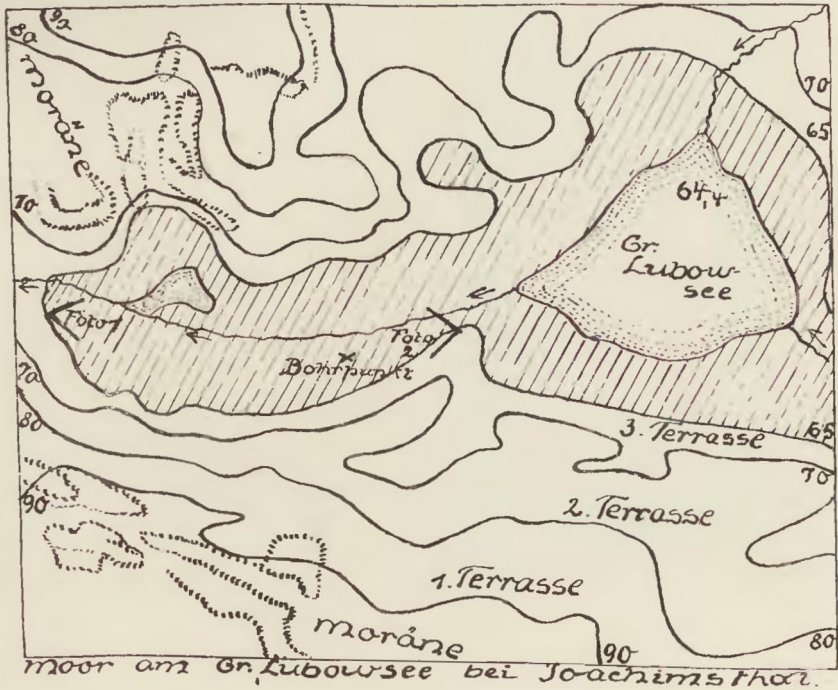 90
80
Moräne
70
70
65
64,4
Gr.
Lubow-
see
Foto 1
Foto
2
Bohrpunkt
70
80
90
65
3. Terrasse
70
2. Terrasse
1. Terrasse
Moräne
90
80
Moor am Gr. Lubowsee bei Joachimsthal.